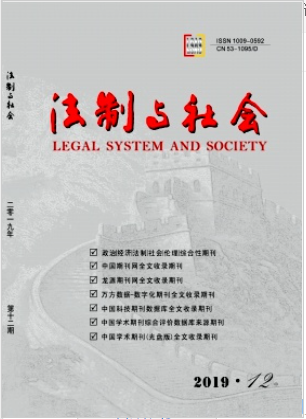 ISSN 1009-0592
CN 53-1095/D
法制与社会
LEGAL SYSTEM AND SOCIETY
法制与社会
二零一九年
第十二期
政治|经济|法制|社会|伦理|综合性期刊
中国期刊网全文收录期刊
龙源期刊网全文收录期刊
万方数据-数字化期刊全文收录期刊
中国科技期刊数据库全文收录期刊
中国学术期刊综合评价数据库来源期刊
中国学术期刊(光盘版)全文收录期刊
2019·12